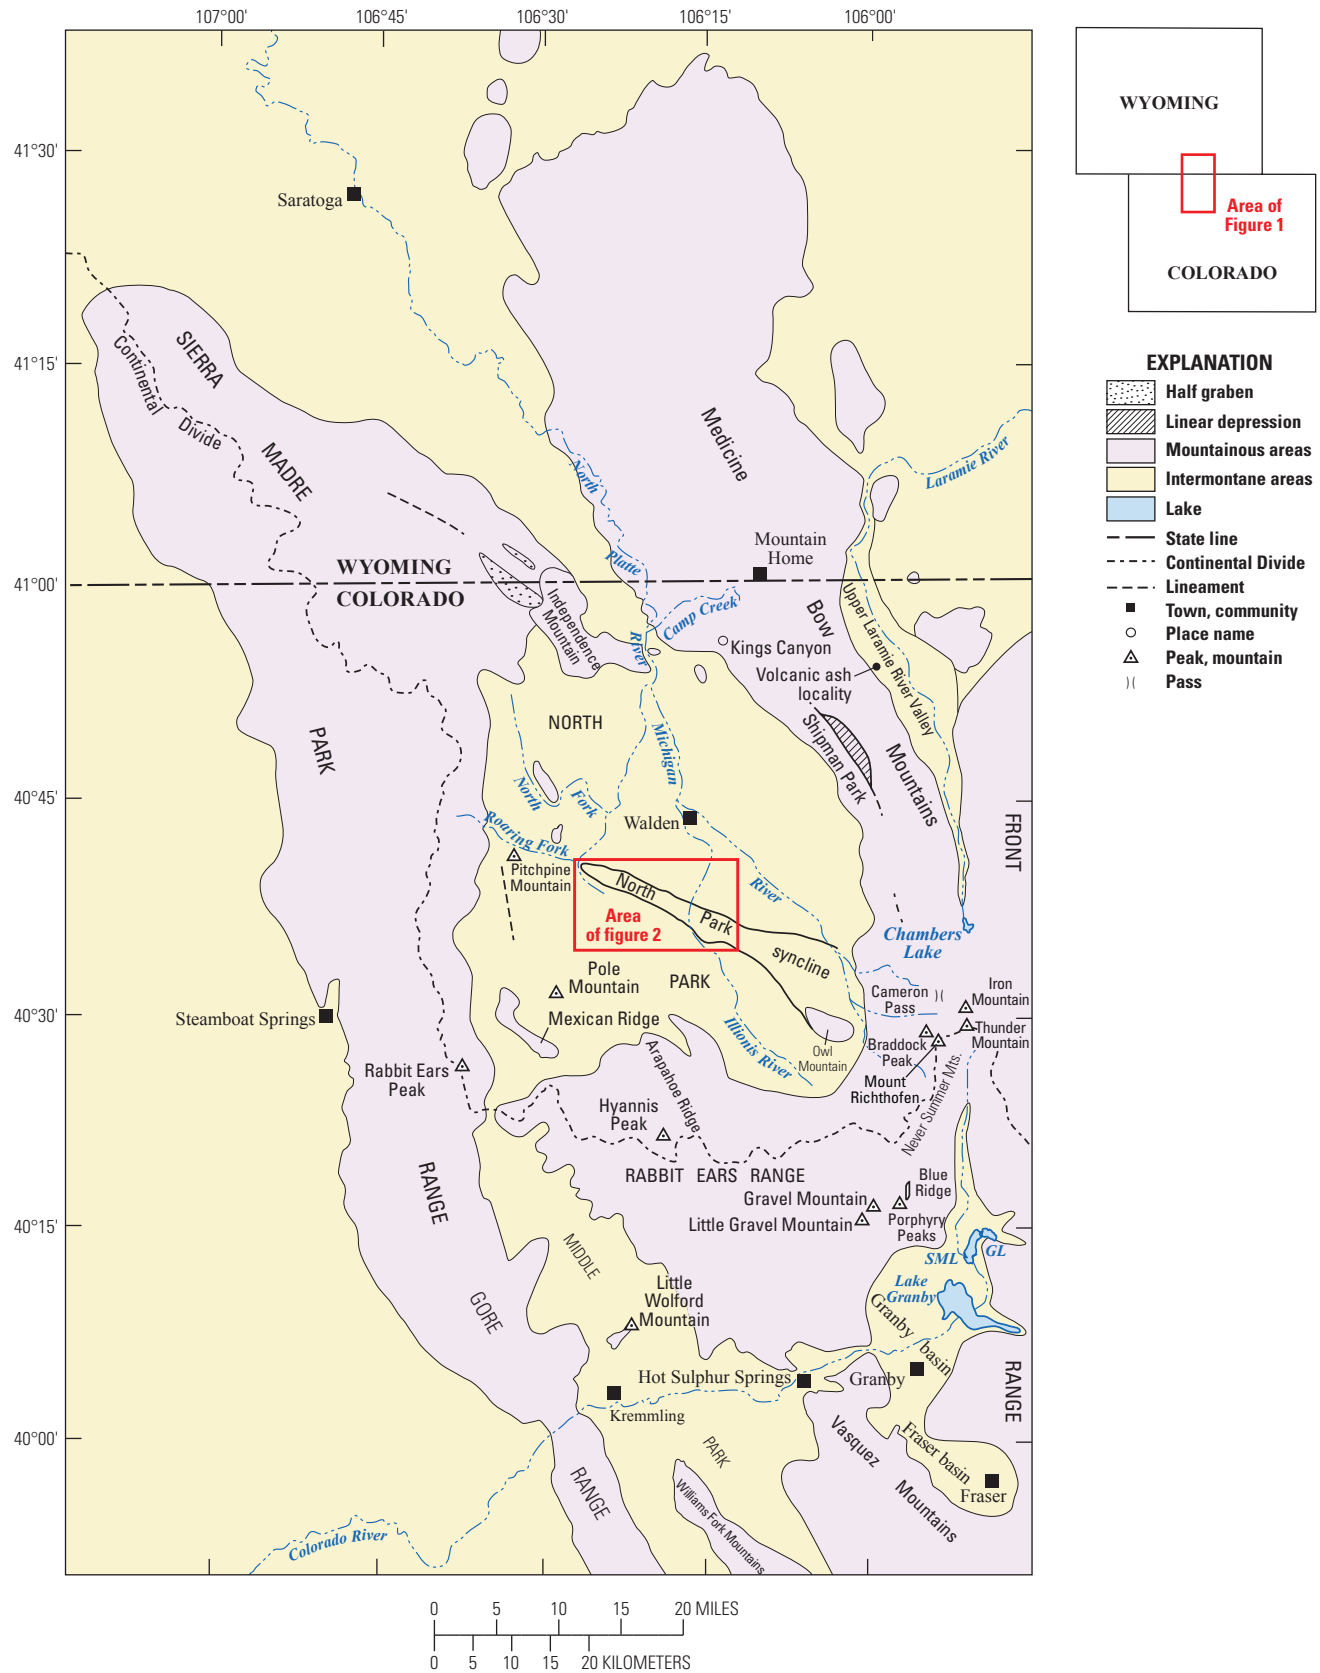 107°00'
106°45'
106°30'
106°15'
106°00'
41°30'
41°15'
41°00'
40°45'
40°30'
40°15'
40°00'
Saratoga
SIERRA
MADRE
Continental
Divide
Medicine
Bow
Mountains
North
Platte
River
Laramie River
Mountain
Home
WYOMING
COLORADO
Independence
Mountain
Camp Creek
Kings Canyon
Volcanic ash
locality
Upper Laramie River Valley
Shipman Park
PARK
RANGE
NORTH
PARK
Michigan
River
North
Fork
Roaring Fork
Walden
Pitchpine
Mountain
North
Park
syncline
Area
of figure 2
FRONT
RANGE
Chambers
Lake
Cameron
Pass
Iron
Mountain
Thunder
Mountain
Braddock
Peak
Mount
Richthofen
Never Summer Mts.
Pole
Mountain
Mexican Ridge
Illionis River
Owl
Mountain
Steamboat Springs
Rabbit Ears
Peak
Arapahoe Ridge
Hyannis
Peak
RABBIT EARS RANGE
Gravel Mountain
Little Gravel Mountain
Blue
Ridge
Porphyry
Peaks
SML
GL
Lake
Granby
Granby
basin
MIDDLE
PARK
Little
Wolford
Mountain
GORE
RANGE
Hot Sulphur Springs
Granby
Kremmling
Vasquez
Mountains
Fraser basin
Fraser
Williams Fork Mountains
Colorado River
0 5 10 15 20 MILES
0 5 10 15 20 KILOMETERS
WYOMING
Area of
Figure 1
COLORADO
EXPLANATION
Half graben
Linear depression
Mountainous areas
Intermontane areas
Lake
State line
Continental Divide
Lineament
Town, community
Place name
Peak, mountain
Pass